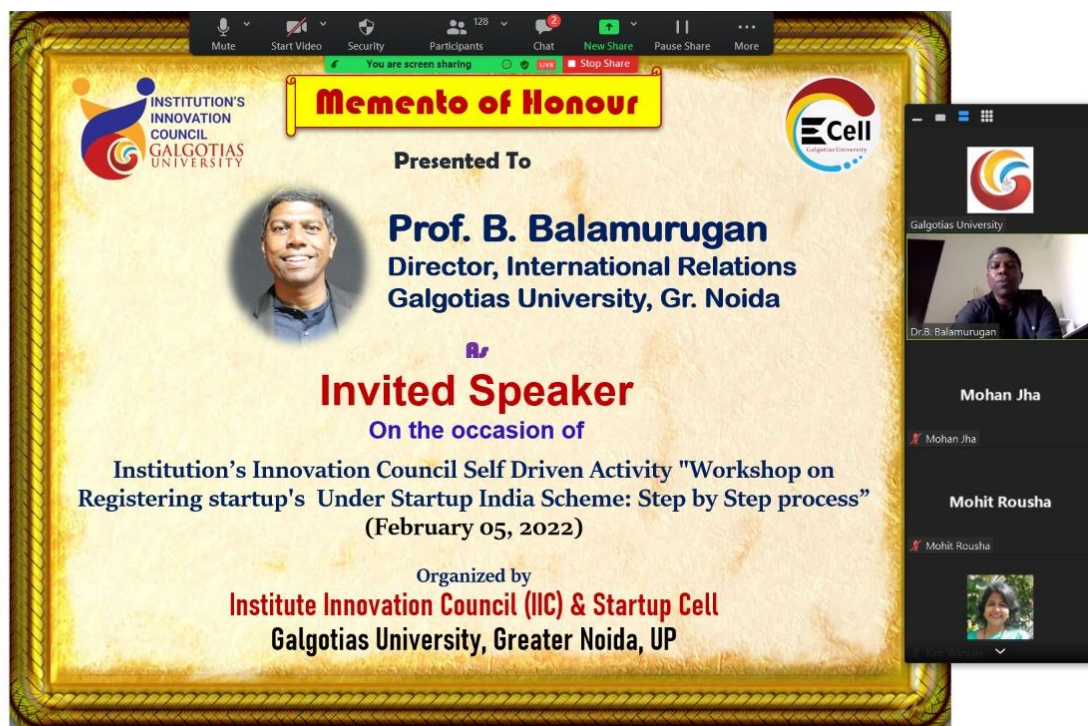 128
2
Mute
Start Video
Security
Participants
Chat
New Share
Pause Share
More
You are screen sharing
LIVE
Stop Share
INSTITUTION'S
INNOVATION
COUNCIL
GALGOTIAS
UNIVERSITY
Memento of Honour
ECell
Galgotias University
Presented To
Prof. B. Balamurugan
Director, International Relations
Galgotias University, Gr. Noida
As
Invited Speaker
On the occasion of
Institution’s Innovation Council Self Driven Activity "Workshop on
Registering startup's Under Startup India Scheme: Step by Step process”
(February 05, 2022)
Organized by
Institute Innovation Council (IIC) & Startup Cell
Galgotias University, Greater Noida, UP
Galgotias University
Dr.B. Balamurugan
Mohan Jha
Mohan Jha
Mohit Rousha
Mohit Rousha